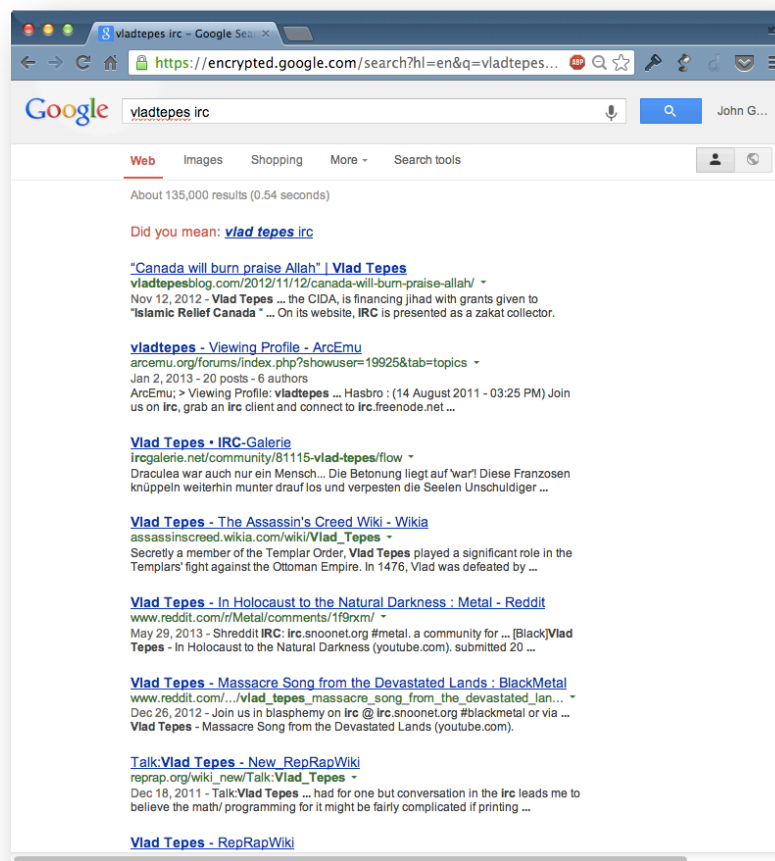 vladtepes irc – Google Sea
https://encrypted.google.com/search?hl=en&q=vladtepes...
ABP
Google
vladtepes irc
John G...
Web Images Shopping More Search tools
About 135,000 results (0.54 seconds)
Did you mean: vlad tepes irc
"Canada will burn praise Allah" | Vlad Tepes
vladtepesblog.com/2012/11/12/canada-will-burn-praise-allah/
Nov 12, 2012 - Vlad Tepes ... the CIDA, is financing jihad with grants given to
"Islamic Relief Canada " ... On its website, IRC is presented as a zakat collector.
vladtepes - Viewing Profile - ArcEmu
arcemu.org/forums/index.php?showuser=19925&tab=topics
Jan 2, 2013 - 20 posts - 6 authors
ArcEmu; > Viewing Profile: vladtepes ... Hasbro : (14 August 2011 - 03:25 PM) Join
us on irc, grab an irc client and connect to irc.freenode.net ...
Vlad Tepes • IRC-Galerie
ircgalerie.net/community/81115-vlad-tepes/flow
Draculea war auch nur ein Mensch... Die Betonung liegt auf 'war'! Diese Franzosen
knüppeln weiterhin munter drauf los und verpesten die Seelen Unschuldiger ...
Vlad Tepes - The Assassin's Creed Wiki - Wikia
assassinscreed.wikia.com/wiki/Vlad_Tepes
Secretly a member of the Templar Order, Vlad Tepes played a significant role in the
Templars' fight against the Ottoman Empire. In 1476, Vlad was defeated by ...
Vlad Tepes - In Holocaust to the Natural Darkness : Metal - Reddit
www.reddit.com/r/Metal/comments/1f9rxm/
May 29, 2013 - Shreddit IRC: irc.snoonet.org #metal. a community for ... [Black]Vlad
Tepes - In Holocaust to the Natural Darkness (youtube.com). submitted 20 ...
Vlad Tepes - Massacre Song from the Devastated Lands : BlackMetal
www.reddit.com/.../vlad_tepes_massacre_song_from_the_devastated_lan...
Dec 26, 2012 - Join us in blasphemy on irc @ irc.snoonet.org #blackmetal or via ...
Vlad Tepes - Massacre Song from the Devastated Lands (youtube.com).
Talk:Vlad Tepes - New_RepRapWiki
reprap.org/wiki_new/Talk:Vlad_Tepes
Dec 18, 2011 - Talk:Vlad Tepes ... had for one but conversation in the irc leads me to
believe the math/ programming for it might be fairly complicated if printing ...
Vlad Tepes - RepRapWiki